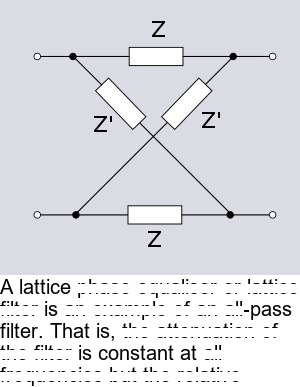 Z
Z'
Z'
Z
A lattice phase equaliser or lattice
filter is an example of an all-pass
filter. That is, the attenuation of
the filter is constant at all
frequencies but the relative